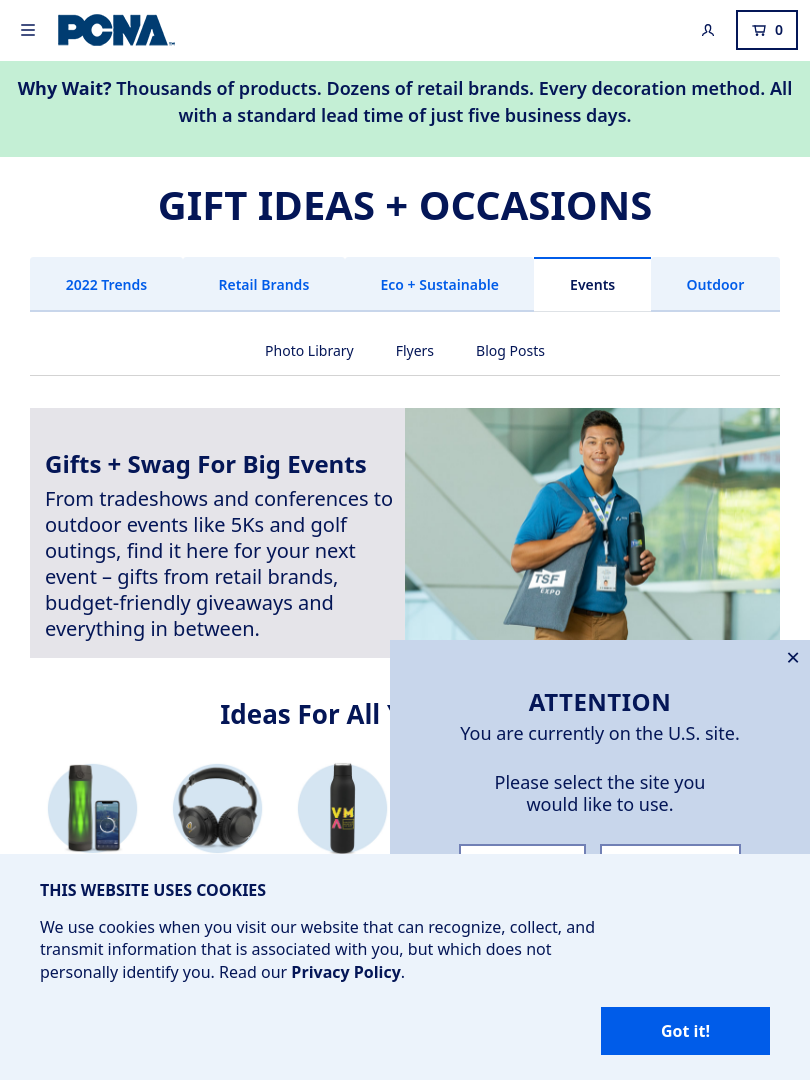 PCNA
0
Why Wait? Thousands of products. Dozens of retail brands. Every decoration method. All
with a standard lead time of just five business days.
GIFT IDEAS + OCCASIONS
2022 Trends
Retail Brands
Eco + Sustainable
Events
Outdoor
Photo Library
Flyers
Blog Posts
Gifts + Swag For Big Events
From tradeshows and conferences to
outdoor events like 5Ks and golf
outings, find it here for your next
event – gifts from retail brands,
budget-friendly giveaways and
everything in between.
TSF
EXPO
Ideas For All
ATTENTION
You are currently on the U.S. site.
Please select the site you
would like to use.
VM
THIS WEBSITE USES COOKIES
We use cookies when you visit our website that can recognize, collect, and
transmit information that is associated with you, but which does not
personally identify you. Read our Privacy Policy.
Got it!